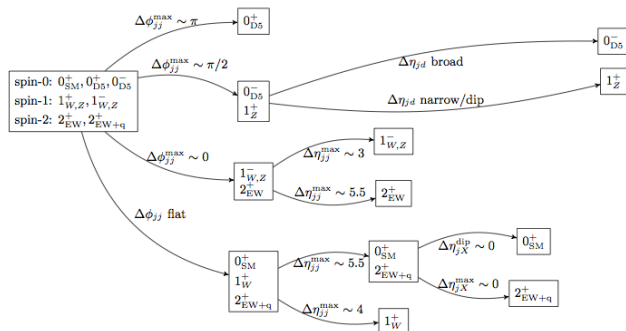 Δϕ_jj^max ∼ π
0^+_D5
Δϕ_jj^max ∼ π/2
0^-_D5
Δη_jd broad
spin-0: 0^+_SM, 0^+_D5, 0^-_D5
spin-1: 1^+_W,Z, 1^-_W,Z
spin-2: 2^+_EW, 2^+_EW+q
0^-_D5
1^+_Z
Δη_jd narrow/dip
1^+_Z
Δϕ_jj^max ∼ 0
Δη_jj^max ∼ 3
1^-_W,Z
1^-_W,Z
2^+_EW
Δη_jj^max ∼ 5.5
2^+_EW
Δϕ_jj flat
0^+_SM
1^+_W
2^+_EW+q
Δη_jj^max ∼ 5.5
0^+_SM
2^+_EW+q
Δη_jX^dip ∼ 0
0^+_SM
Δη_jX^max ∼ 0
2^+_EW+q
Δη_jj^max ∼ 4
1^+_W